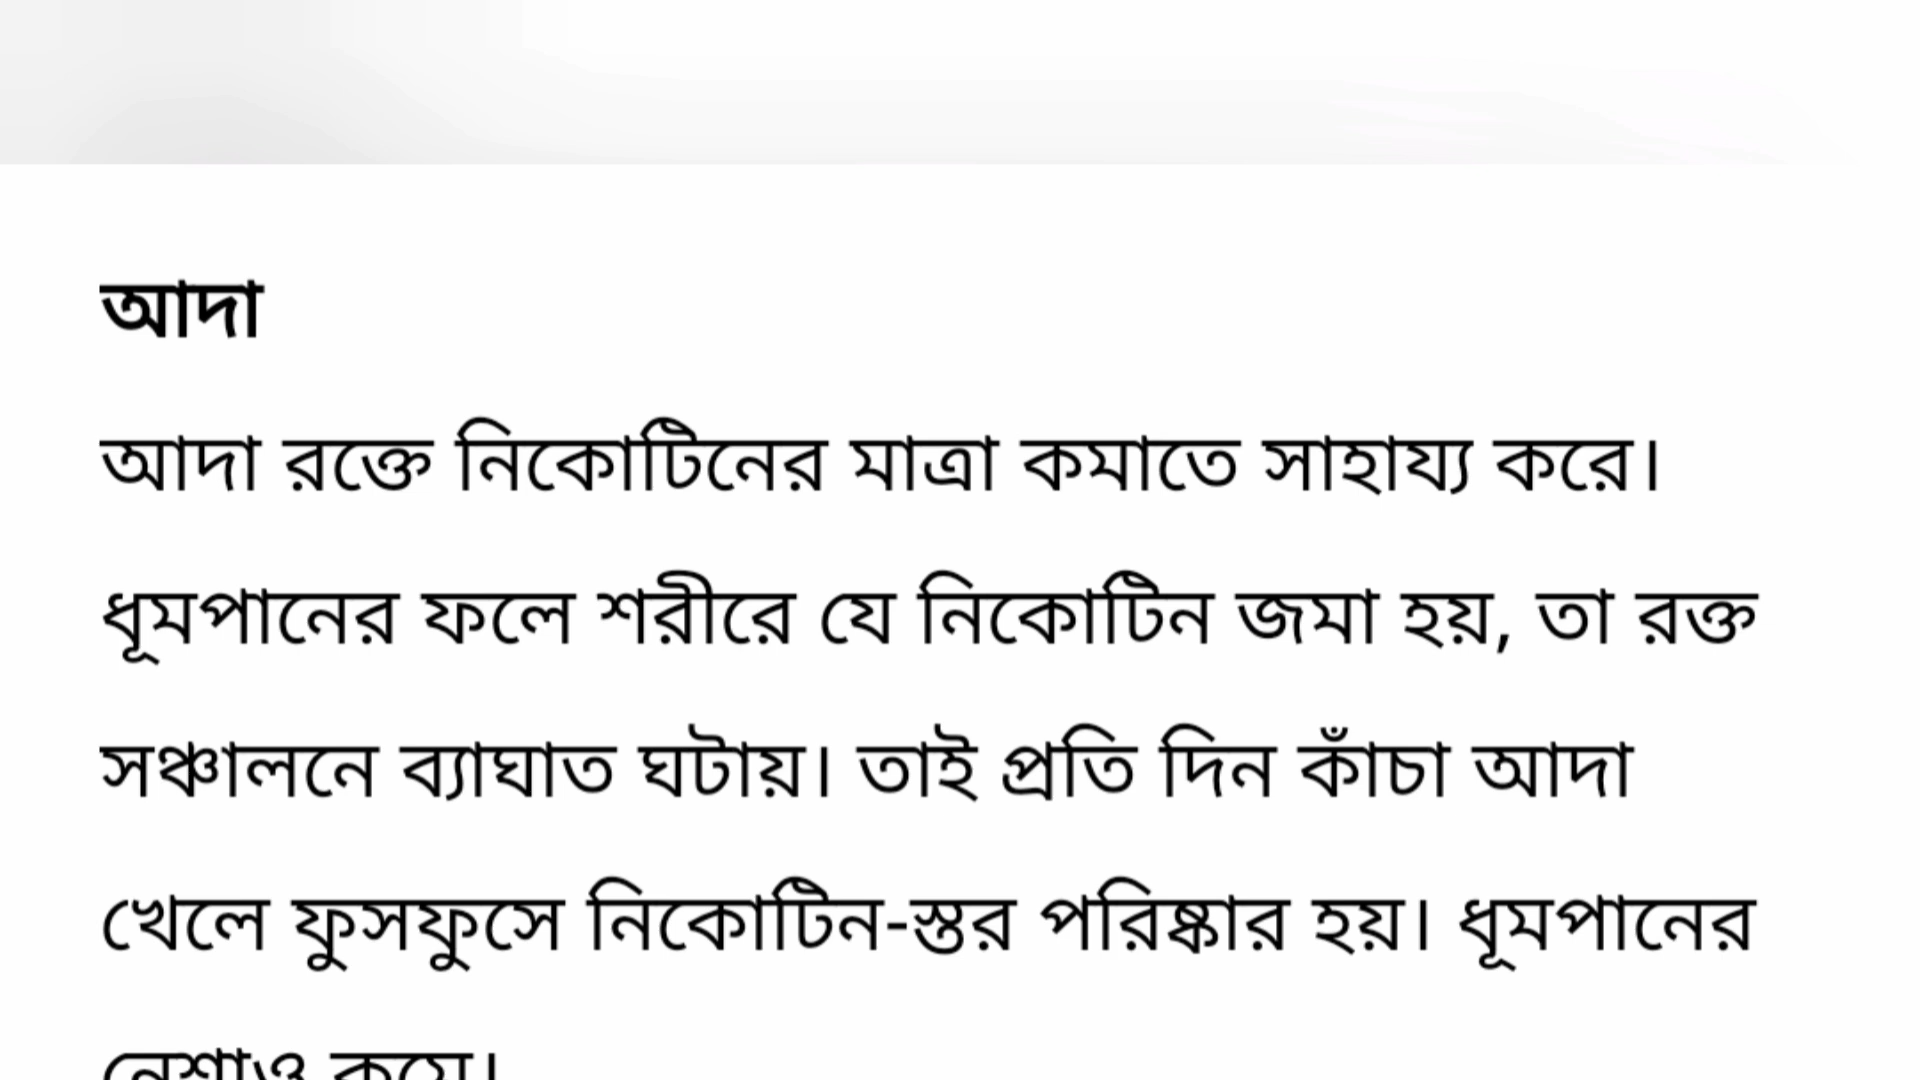 আদা
আদা রক্তে নিকোটিনের মাত্রা কমাতে সাহায্য করে।
ধূমপানের ফলে শরীরে যে নিকোটিন জমা হয়, তা রক্ত
সঞ্চালনে ব্যাঘাত ঘটায়। তাই প্রতি দিন কাঁচা আদা
খেলে ফুসফুসে নিকোটিন-স্তর পরিষ্কার হয়। ধূমপানের
নেশাও কমে।